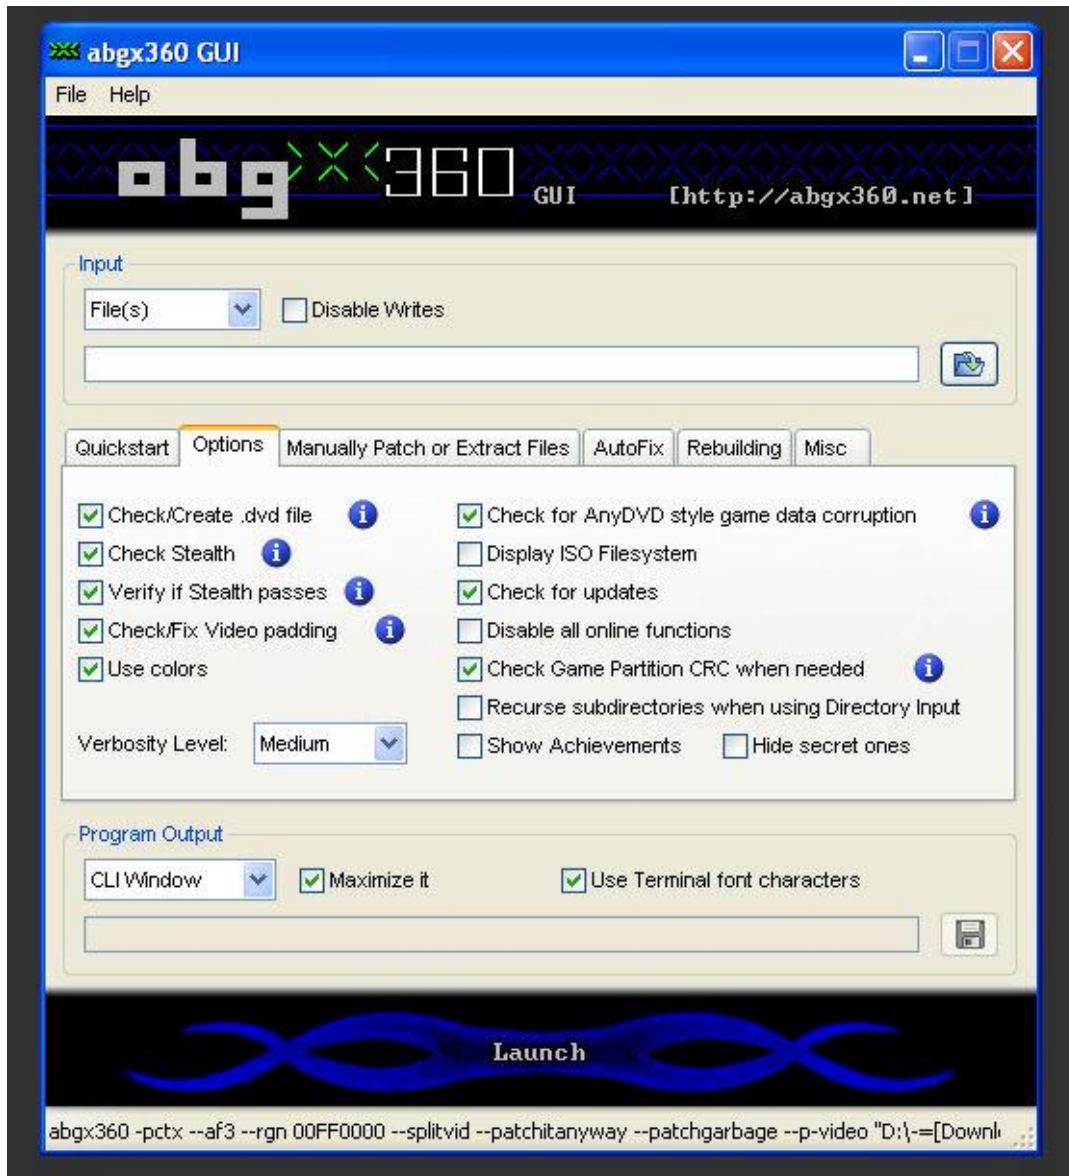 abgx360 GUI
File Help
abgx360 GUI [http://abgx360.net]
Input
File(s) Disable Writes
Quickstart Options Manually Patch or Extract Files AutoFix Rebuilding Misc
Check/Create .dvd file Check for AnyDVD style game data corruption
Check Stealth Display ISO Filesystem
Verify if Stealth passes Check for updates
Check/Fix Video padding Disable all online functions
Use colors Check Game Partition CRC when needed
Recurse subdirectories when using Directory Input
Verbosity Level: Medium Show Achievements Hide secret ones
Program Output
CLI Window Maximize it Use Terminal font characters
Launch
abgx360 -pctx --af3 --rgn 00FF0000 --splitvid --patchitanyway --patchgarbage --p-video "D:\-=[Downl